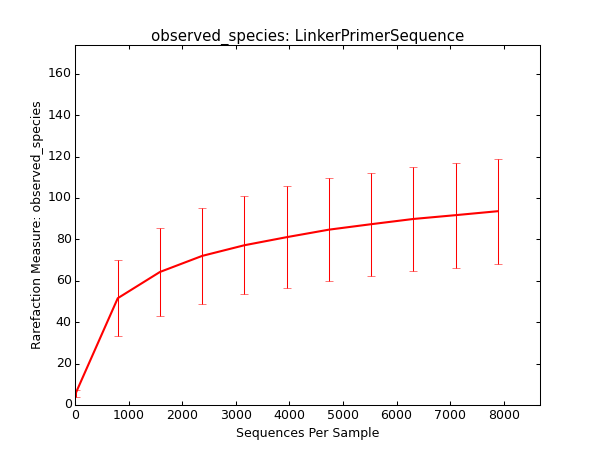 observed_species: LinkerPrimerSequence
160
140
120
100
80
60
40
20
0
Rarefaction Measure: observed_species
0 1000 2000 3000 4000 5000 6000 7000 8000
Sequences Per Sample